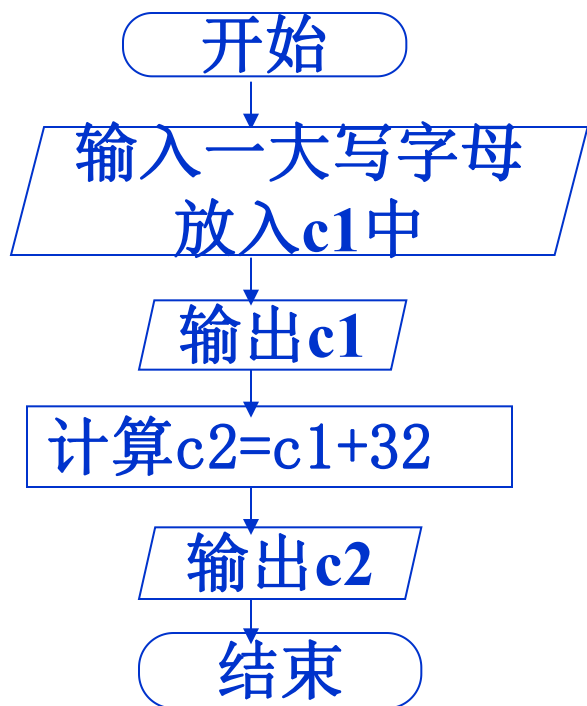 开始
输入一大写字母
放入c1中
输出c1
计算c2=c1+32
输出c2
结束